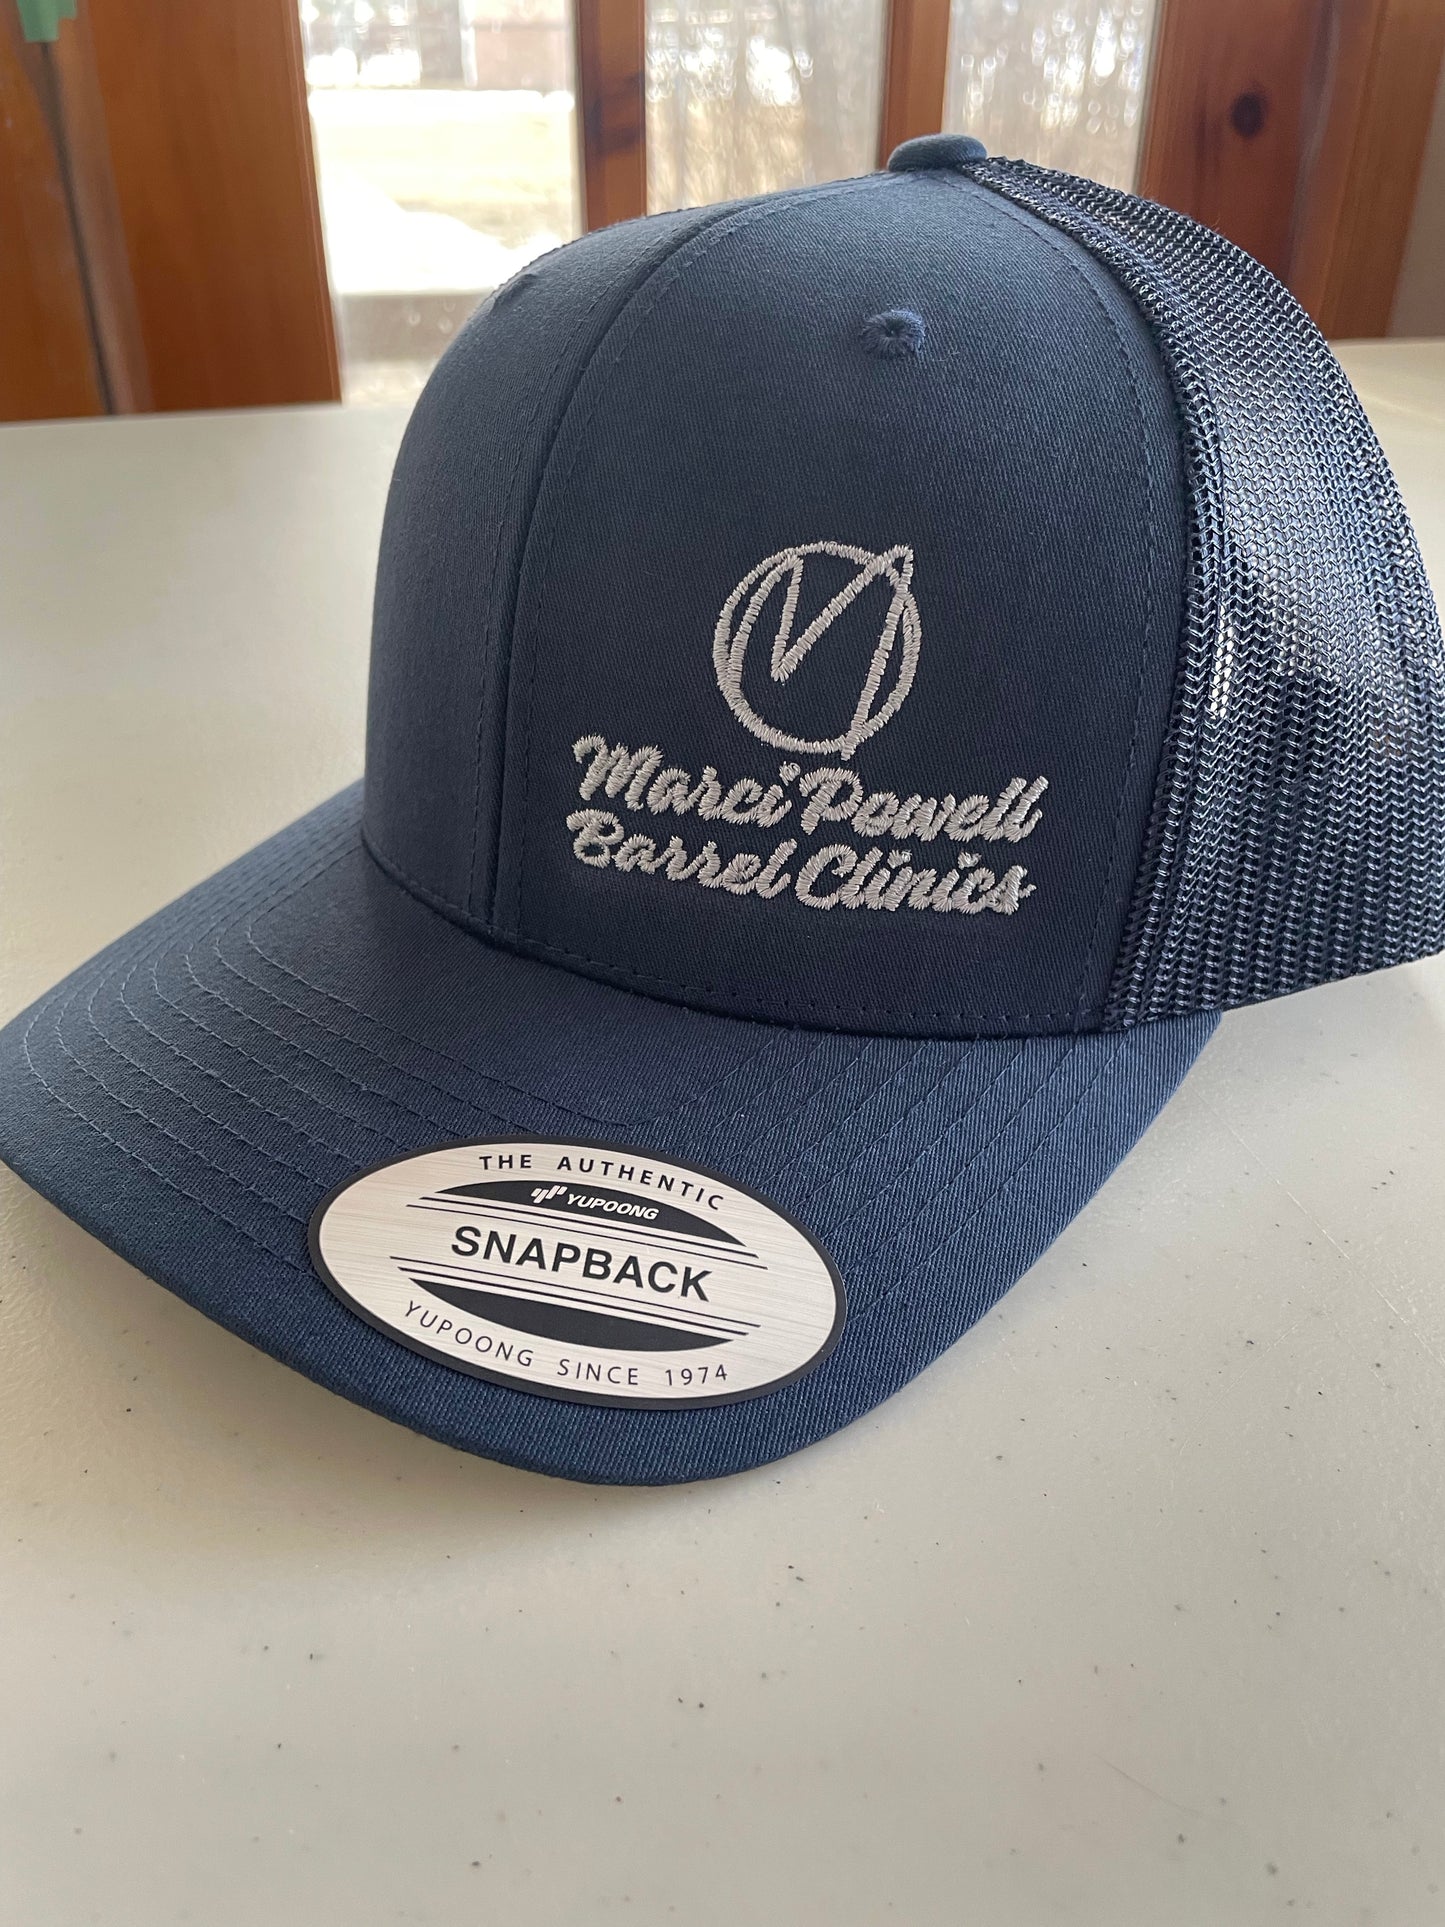 Marci Powell
Barrel Clinics
THE AUTHENTIC
YUPOONG
SNAPBACK
YUPOONG SINCE 1974